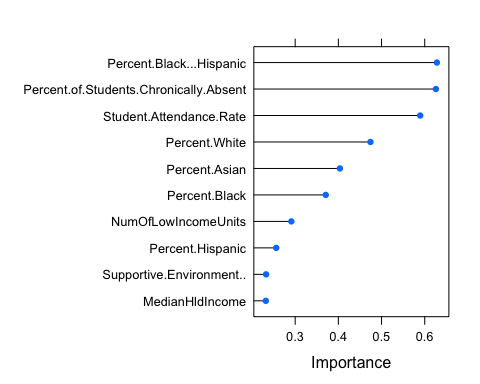 Percent.Black...Hispanic
Percent.of.Students.Chronically.Absent
Student.Attendance.Rate
Percent.White
Percent.Asian
Percent.Black
NumOfLowIncomeUnits
Percent.Hispanic
Supportive.Environment..
MedianHldIncome
0.3 0.4 0.5 0.6
Importance